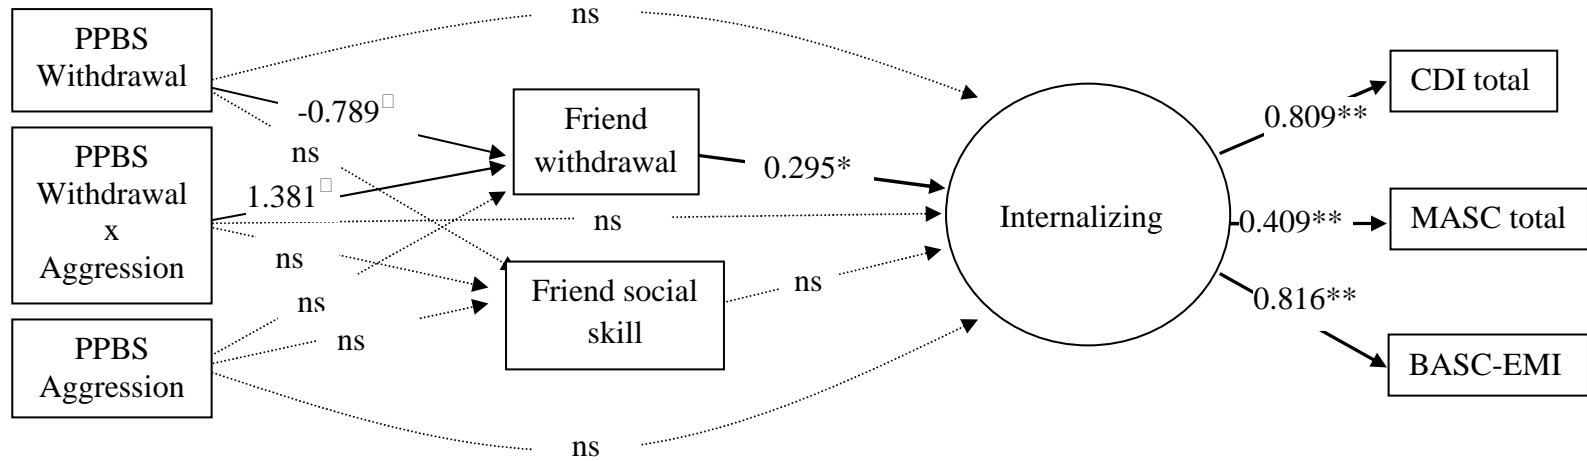 ns
PPBS
Withdrawal
-0.789
ns
PPBS
Withdrawal
x
Aggression
1.381
ns
ns
ns
PPBS
Aggression
ns
ns
Friend
withdrawal
0.295*
Friend social
skill
ns
Internalizing
0.809**
CDI total
0.409**
MASC total
0.816**
BASC-EMI